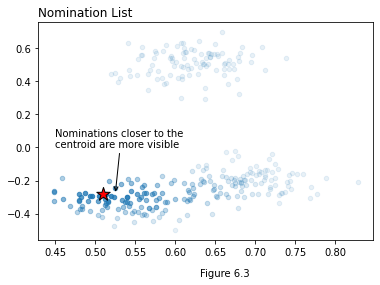 Nomination List
0.6
0.4
0.2
0.0
−0.2
−0.4
Nominations closer to the
centroid are more visible
0.45 0.50 0.55 0.60 0.65 0.70 0.75 0.80
Figure 6.3